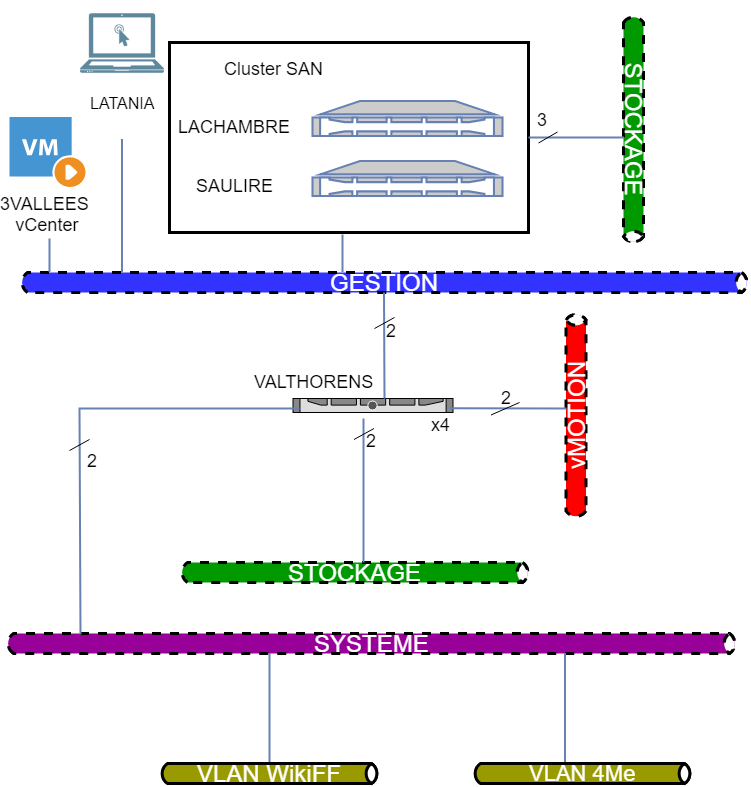 LATANIA
Cluster SAN
LACHAMBRE
SAULIRE
3
STOCKAGE
VM
3VALLEES
vCenter
GESTION
2
VALTHORENS
x4
2
vMOTION
2
2
STOCKAGE
SYSTEME
VLAN WikiFF
VLAN 4Me